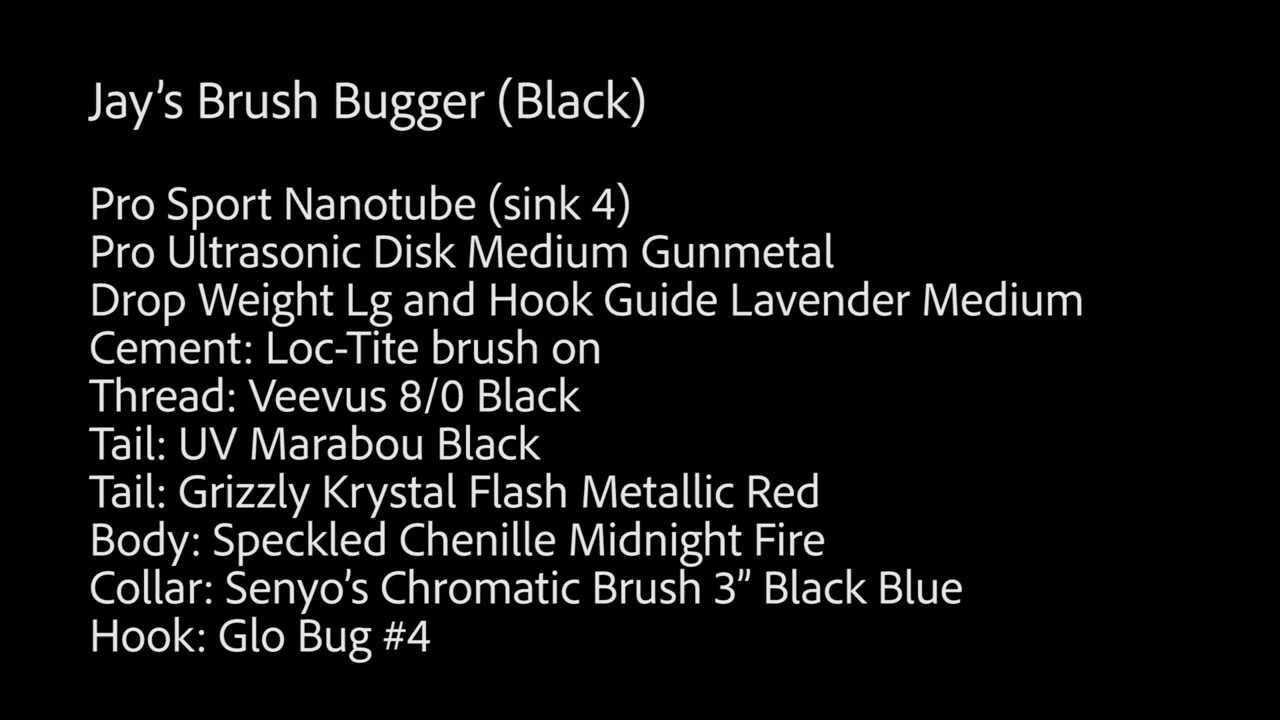 Jay’s Brush Bugger (Black)
Pro Sport Nanotube (sink 4)
Pro Ultrasonic Disk Medium Gunmetal
Drop Weight Lg and Hook Guide Lavender Medium
Cement: Loc-Tite brush on
Thread: Veevus 8/0 Black
Tail: UV Marabou Black
Tail: Grizzly Krystal Flash Metallic Red
Body: Speckled Chenille Midnight Fire
Collar: Senyo’s Chromatic Brush 3” Black Blue
Hook: Glo Bug #4